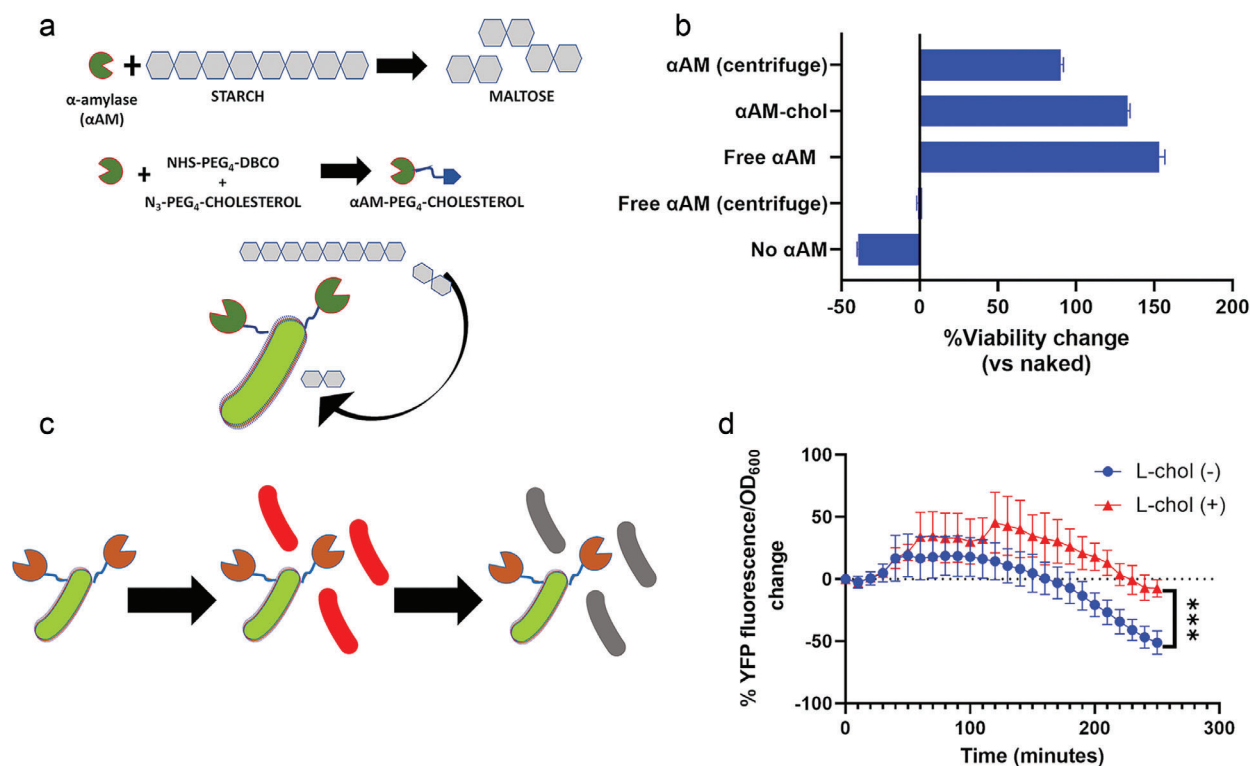 a
+
STARCH
MALTOSE
α-amylase
(αAM)
+
NHS-PEG₄-DBCO
+
N₃-PEG₄-CHOLESTEROL
αAM-PEG₄-CHOLESTEROL
b
αAM (centrifuge)
αAM-chol
Free αAM
Free αAM (centrifuge)
No αAM
-50 0 50 100 150 200
%Viability change
(vs naked)
c
d
% YFP fluorescence/OD₆₀₀
change
100
50
0
-50
-100
L-chol (-)
L-chol (+)
***
0 100 200 300
Time (minutes)